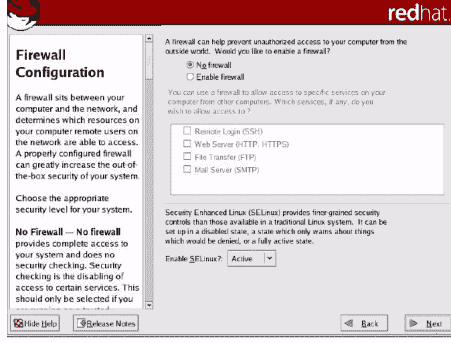 redhat.
Firewall
Configuration
A firewall sits between your
computer and the network, and
determines which resources on
your computer remote users on
the network are able to access.
A properly configured firewall
can greatly increase the out-of-
the-box security of your system.
Choose the appropriate
security level for your system.
No Firewall — No firewall
provides complete access to
your system and does no
security checking. Security
checking is the disabling of
access to certain services. This
should only be selected if you
A firewall can help prevent unauthorized access to your computer from the
outside world. Would you like to enable a firewall?
No firewall
Enable firewall
You can use a firewall to allow access to specific services on your
computer from other computers. Which services, if any, do you
wish to allow access to ?
Remote Login (SSH)
Web Server (HTTP, HTTPS)
File Transfer (FTP)
Mail Server (SMTP)
Security Enhanced Linux (SELinux) provides finer-grained security
controls than those available in a traditional Linux system. It can be
set up in a disabled state, a state which only warns about things
which would be denied, or a fully active state.
Enable SELinux?: Active
Hide Help
Release Notes
Back
Next